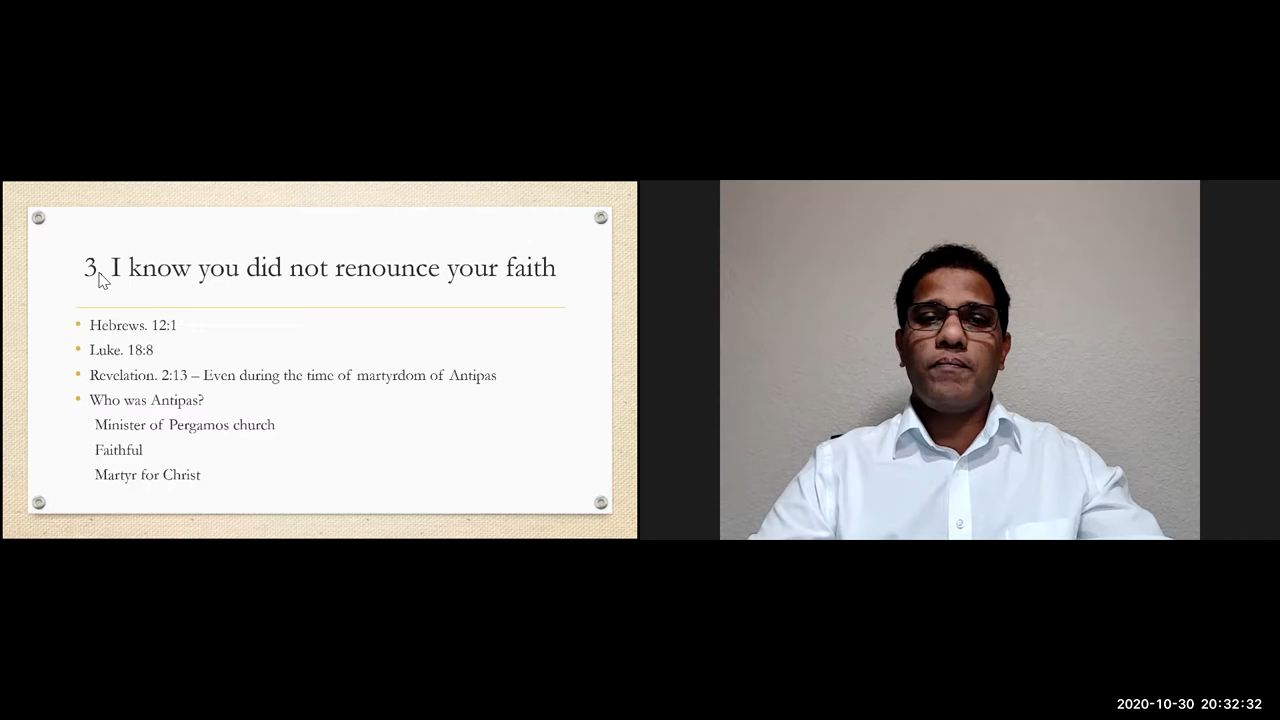 3. I know you did not renounce your faith
• Hebrews. 12:1
• Luke. 18:8
• Revelation. 2:13 – Even during the time of martyrdom of Antipas
• Who was Antipas?
Minister of Pergamos church
Faithful
Martyr for Christ
2020-10-30 20:32:32